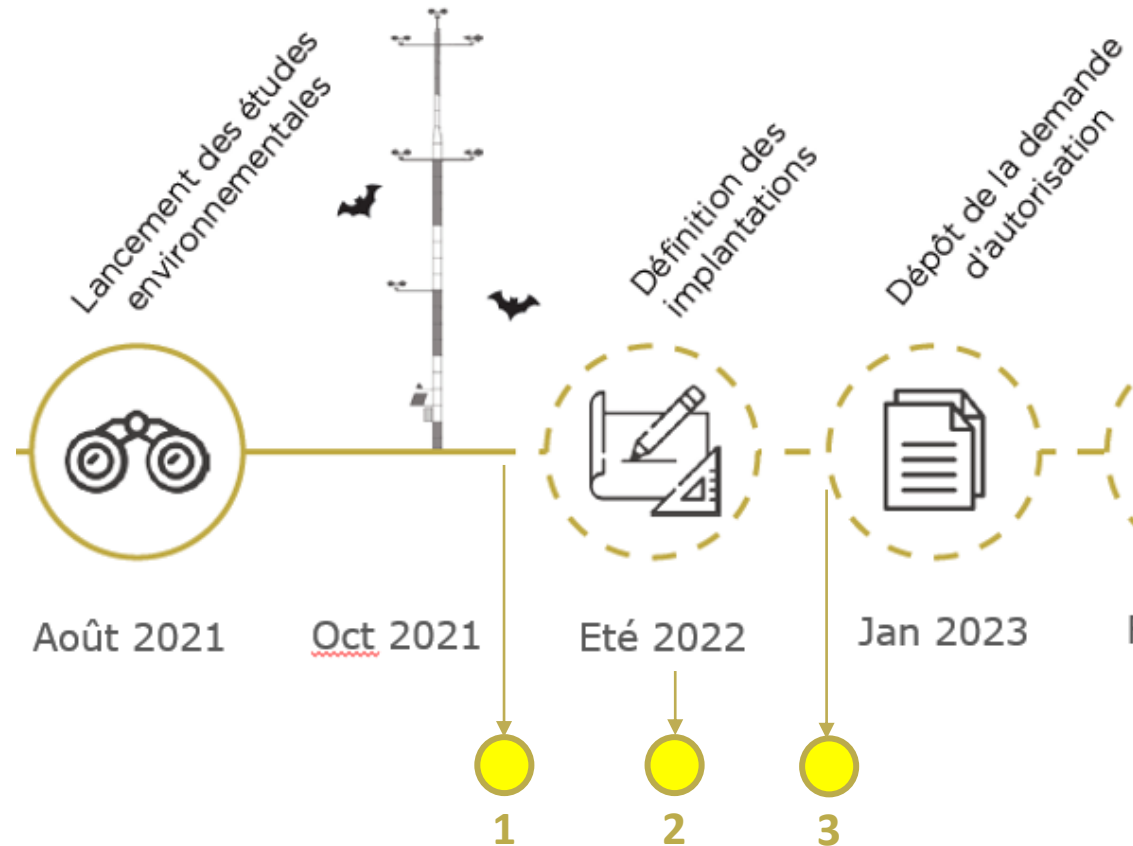 Lancement des études
environnementales
Définition des
implantations
Dépôt de la demande
d'autorisation
Août 2021
Oct 2021
Eté 2022
Jan 2023
1
2
3